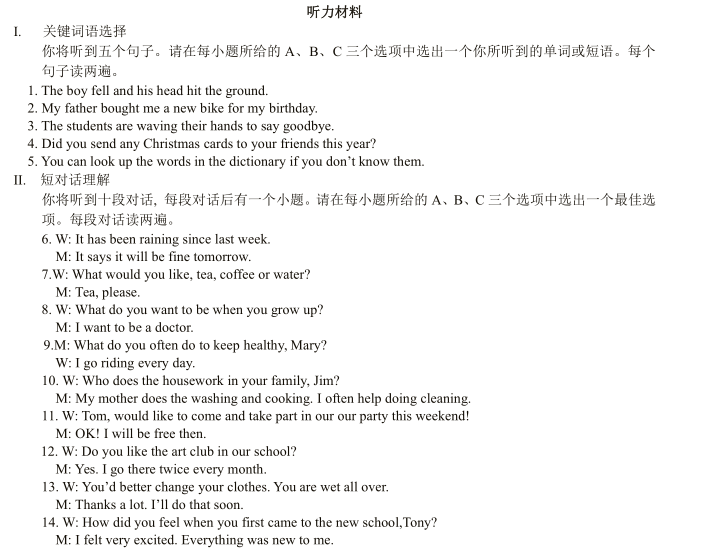 听力材料
I. 关键词语选择
你将听到五个句子。请在每小题所给的 A、B、C 三个选项中选出一个你所听到的单词或短语。每个
句子读两遍。
1. The boy fell and his head hit the ground.
2. My father bought me a new bike for my birthday.
3. The students are waving their hands to say goodbye.
4. Did you send any Christmas cards to your friends this year?
5. You can look up the words in the dictionary if you don’t know them.
II. 短对话理解
你将听到十段对话, 每段对话后有一个小题。请在每小题所给的 A、B、C 三个选项中选出一个最佳选
项。每段对话读两遍。
6. W: It has been raining since last week.
M: It says it will be fine tomorrow.
7.W: What would you like, tea, coffee or water?
M: Tea, please.
8. W: What do you want to be when you grow up?
M: I want to be a doctor.
9.M: What do you often do to keep healthy, Mary?
W: I go riding every day.
10. W: Who does the housework in your family, Jim?
M: My mother does the washing and cooking. I often help doing cleaning.
11. W: Tom, would like to come and take part in our our party this weekend!
M: OK! I will be free then.
12. W: Do you like the art club in our school?
M: Yes. I go there twice every month.
13. W: You’d better change your clothes. You are wet all over.
M: Thanks a lot. I’ll do that soon.
14. W: How did you feel when you first came to the new school,Tony?
M: I felt very excited. Everything was new to me.